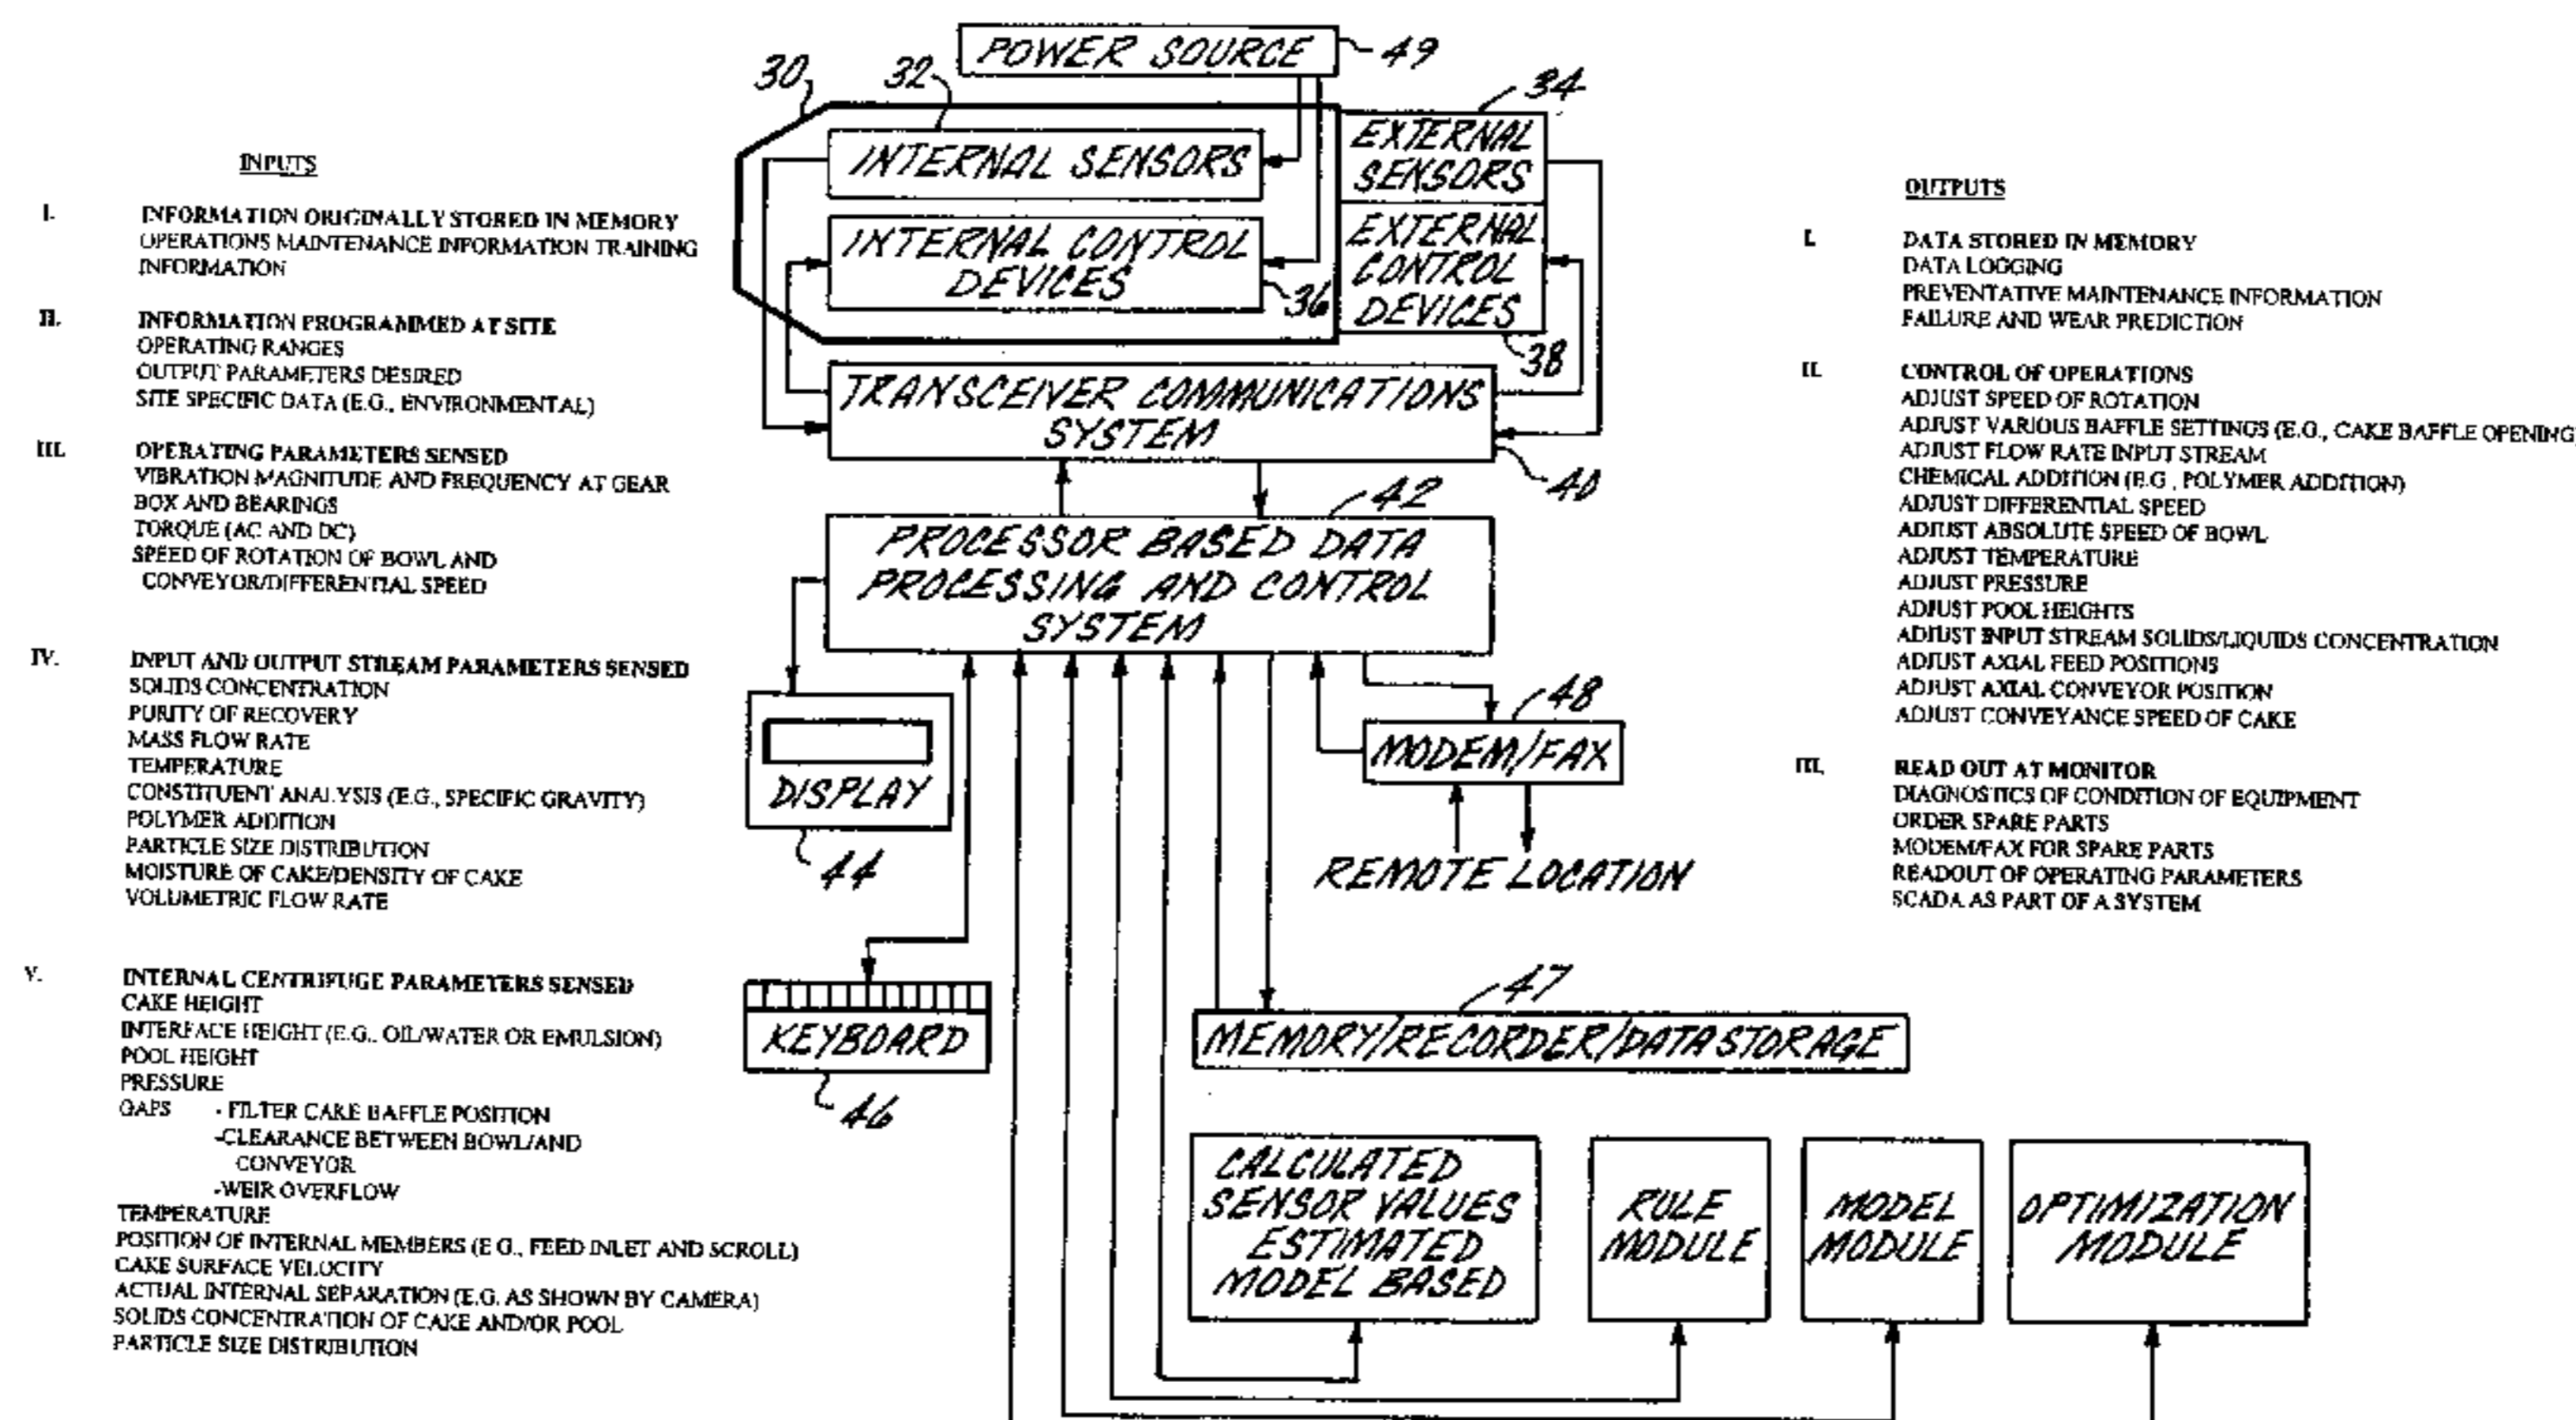 POWER SOURCE 49
30
32
34
INTERNAL SENSORS
EXTERNAL
SENSORS
INTERNAL CONTROL
DEVICES
36
EXTERNAL
CONTROL
DEVICES
38
TRANSCEIVER COMMUNICATIONS
SYSTEM
40
42
PROCESSOR BASED DATA
PROCESSING AND CONTROL
SYSTEM
DISPLAY
44
48
MODEM/FAX
REMOTE LOCATION
KEYBOARD
46
47
MEMORY/RECORDER/DATA STORAGE
CALCULATED
SENSOR VALUES
ESTIMATED
MODEL BASED
RULE
MODULE
MODEL
MODULE
OPTIMIZATION
MODULE
INPUTS
I. INFORMATION ORIGINALLY STORED IN MEMORY
OPERATIONS MAINTENANCE INFORMATION TRAINING
INFORMATION
II. INFORMATION PROGRAMMED AT SITE
OPERATING RANGES
OUTPUT PARAMETERS DESIRED
SITE SPECIFIC DATA (E.G., ENVIRONMENTAL)
III. OPERATING PARAMETERS SENSED
VIBRATION MAGNITUDE AND FREQUENCY AT GEAR
BOX AND BEARINGS
TORQUE (AC AND DC)
SPEED OF ROTATION OF BOWL AND
CONVEYOR/DIFFERENTIAL SPEED
IV. INPUT AND OUTPUT STREAM PARAMETERS SENSED
SOLIDS CONCENTRATION
PURITY OF RECOVERY
MASS FLOW RATE
TEMPERATURE
CONSTITUENT ANALYSIS (E.G., SPECIFIC GRAVITY)
POLYMER ADDITION
PARTICLE SIZE DISTRIBUTION
MOISTURE OF CAKE/DENSITY OF CAKE
VOLUMETRIC FLOW RATE
V. INTERNAL CENTRIFUGE PARAMETERS SENSED
CAKE HEIGHT
INTERFACE HEIGHT (E.G.. OIL/WATER OR EMULSION)
POOL HEIGHT
PRESSURE
GAPS - FILTER CAKE BAFFLE POSITION
-CLEARANCE BETWEEN BOWL/AND
CONVEYOR
-WEIR OVERFLOW
TEMPERATURE
POSITION OF INTERNAL MEMBERS (E G., FEED INLET AND SCROLL)
CAKE SURFACE VELOCITY
ACTUAL INTERNAL SEPARATION (E.G. AS SHOWN BY CAMERA)
SOLIDS CONCENTRATION OF CAKE AND/OR POOL
PARTICLE SIZE DISTRIBUTION
OUTPUTS
I. DATA STORED IN MEMORY
DATA LOGGING
PREVENTATIVE MAINTENANCE INFORMATION
FAILURE AND WEAR PREDICTION
II. CONTROL OF OPERATIONS
ADJUST SPEED OF ROTATION
ADJUST VARIOUS BAFFLE SETTINGS (E.G., CAKE BAFFLE OPENING
ADJUST FLOW RATE INPUT STREAM
CHEMICAL ADDITION (E.G., POLYMER ADDITION)
ADJUST DIFFERENTIAL SPEED
ADJUST ABSOLUTE SPEED OF BOWL
ADJUST TEMPERATURE
ADJUST PRESSURE
ADJUST POOL HEIGHTS
ADJUST INPUT STREAM SOLIDS/LIQUIDS CONCENTRATION
ADJUST AXIAL FEED POSITIONS
ADJUST AXIAL CONVEYOR POSITION
ADJUST CONVEYANCE SPEED OF CAKE
III. READ OUT AT MONITOR
DIAGNOSTICS OF CONDITION OF EQUIPMENT
ORDER SPARE PARTS
MODEM/FAX FOR SPARE PARTS
READOUT OF OPERATING PARAMETERS
SCADA AS PART OF A SYSTEM